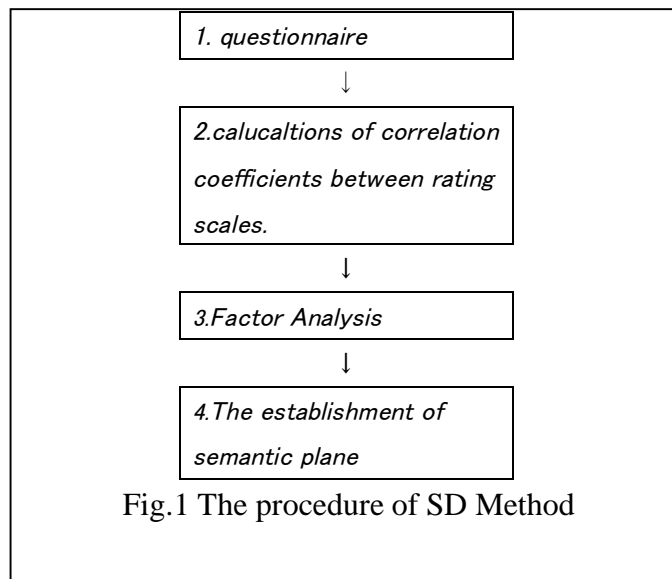 1. questionnaire
↓
2.calucaltions of correlation
coefficients between rating
scales.
↓
3.Factor Analysis
↓
4.The establishment of
semantic plane
Fig.1 The procedure of SD Method